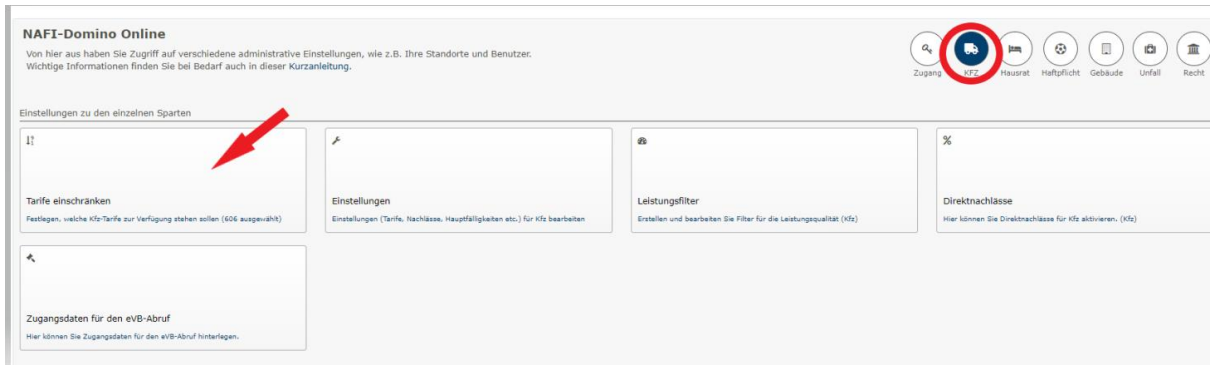 NAFI-Domino Online
Von hier aus haben Sie Zugriff auf verschiedene administrative Einstellungen, wie z.B. Ihre Standorte und Benutzer.
Wichtige Informationen finden Sie bei Bedarf auch in dieser Kurzanleitung.
Zugang KFZ Hausrat Haftpflicht Gebäude Unfall Recht
Einstellungen zu den einzelnen Sparten
Tarife einschränken
Festlegen, welche Kfz-Tarife zur Verfügung stehen sollen (606 ausgewählt)
Einstellungen
Einstellungen (Tarife, Nachlässe, Hauptfälligkeiten etc.) für Kfz bearbeiten
Leistungsfilter
Erstellen und bearbeiten Sie Filter für die Leistungsqualität (Kfz)
Direktnachlässe
Hier können Sie Direktnachlässe für Kfz aktivieren. (Kfz)
Zugangsdaten für den eVB-Abruf
Hier können Sie Zugangsdaten für den eVB-Abruf hinterlegen.